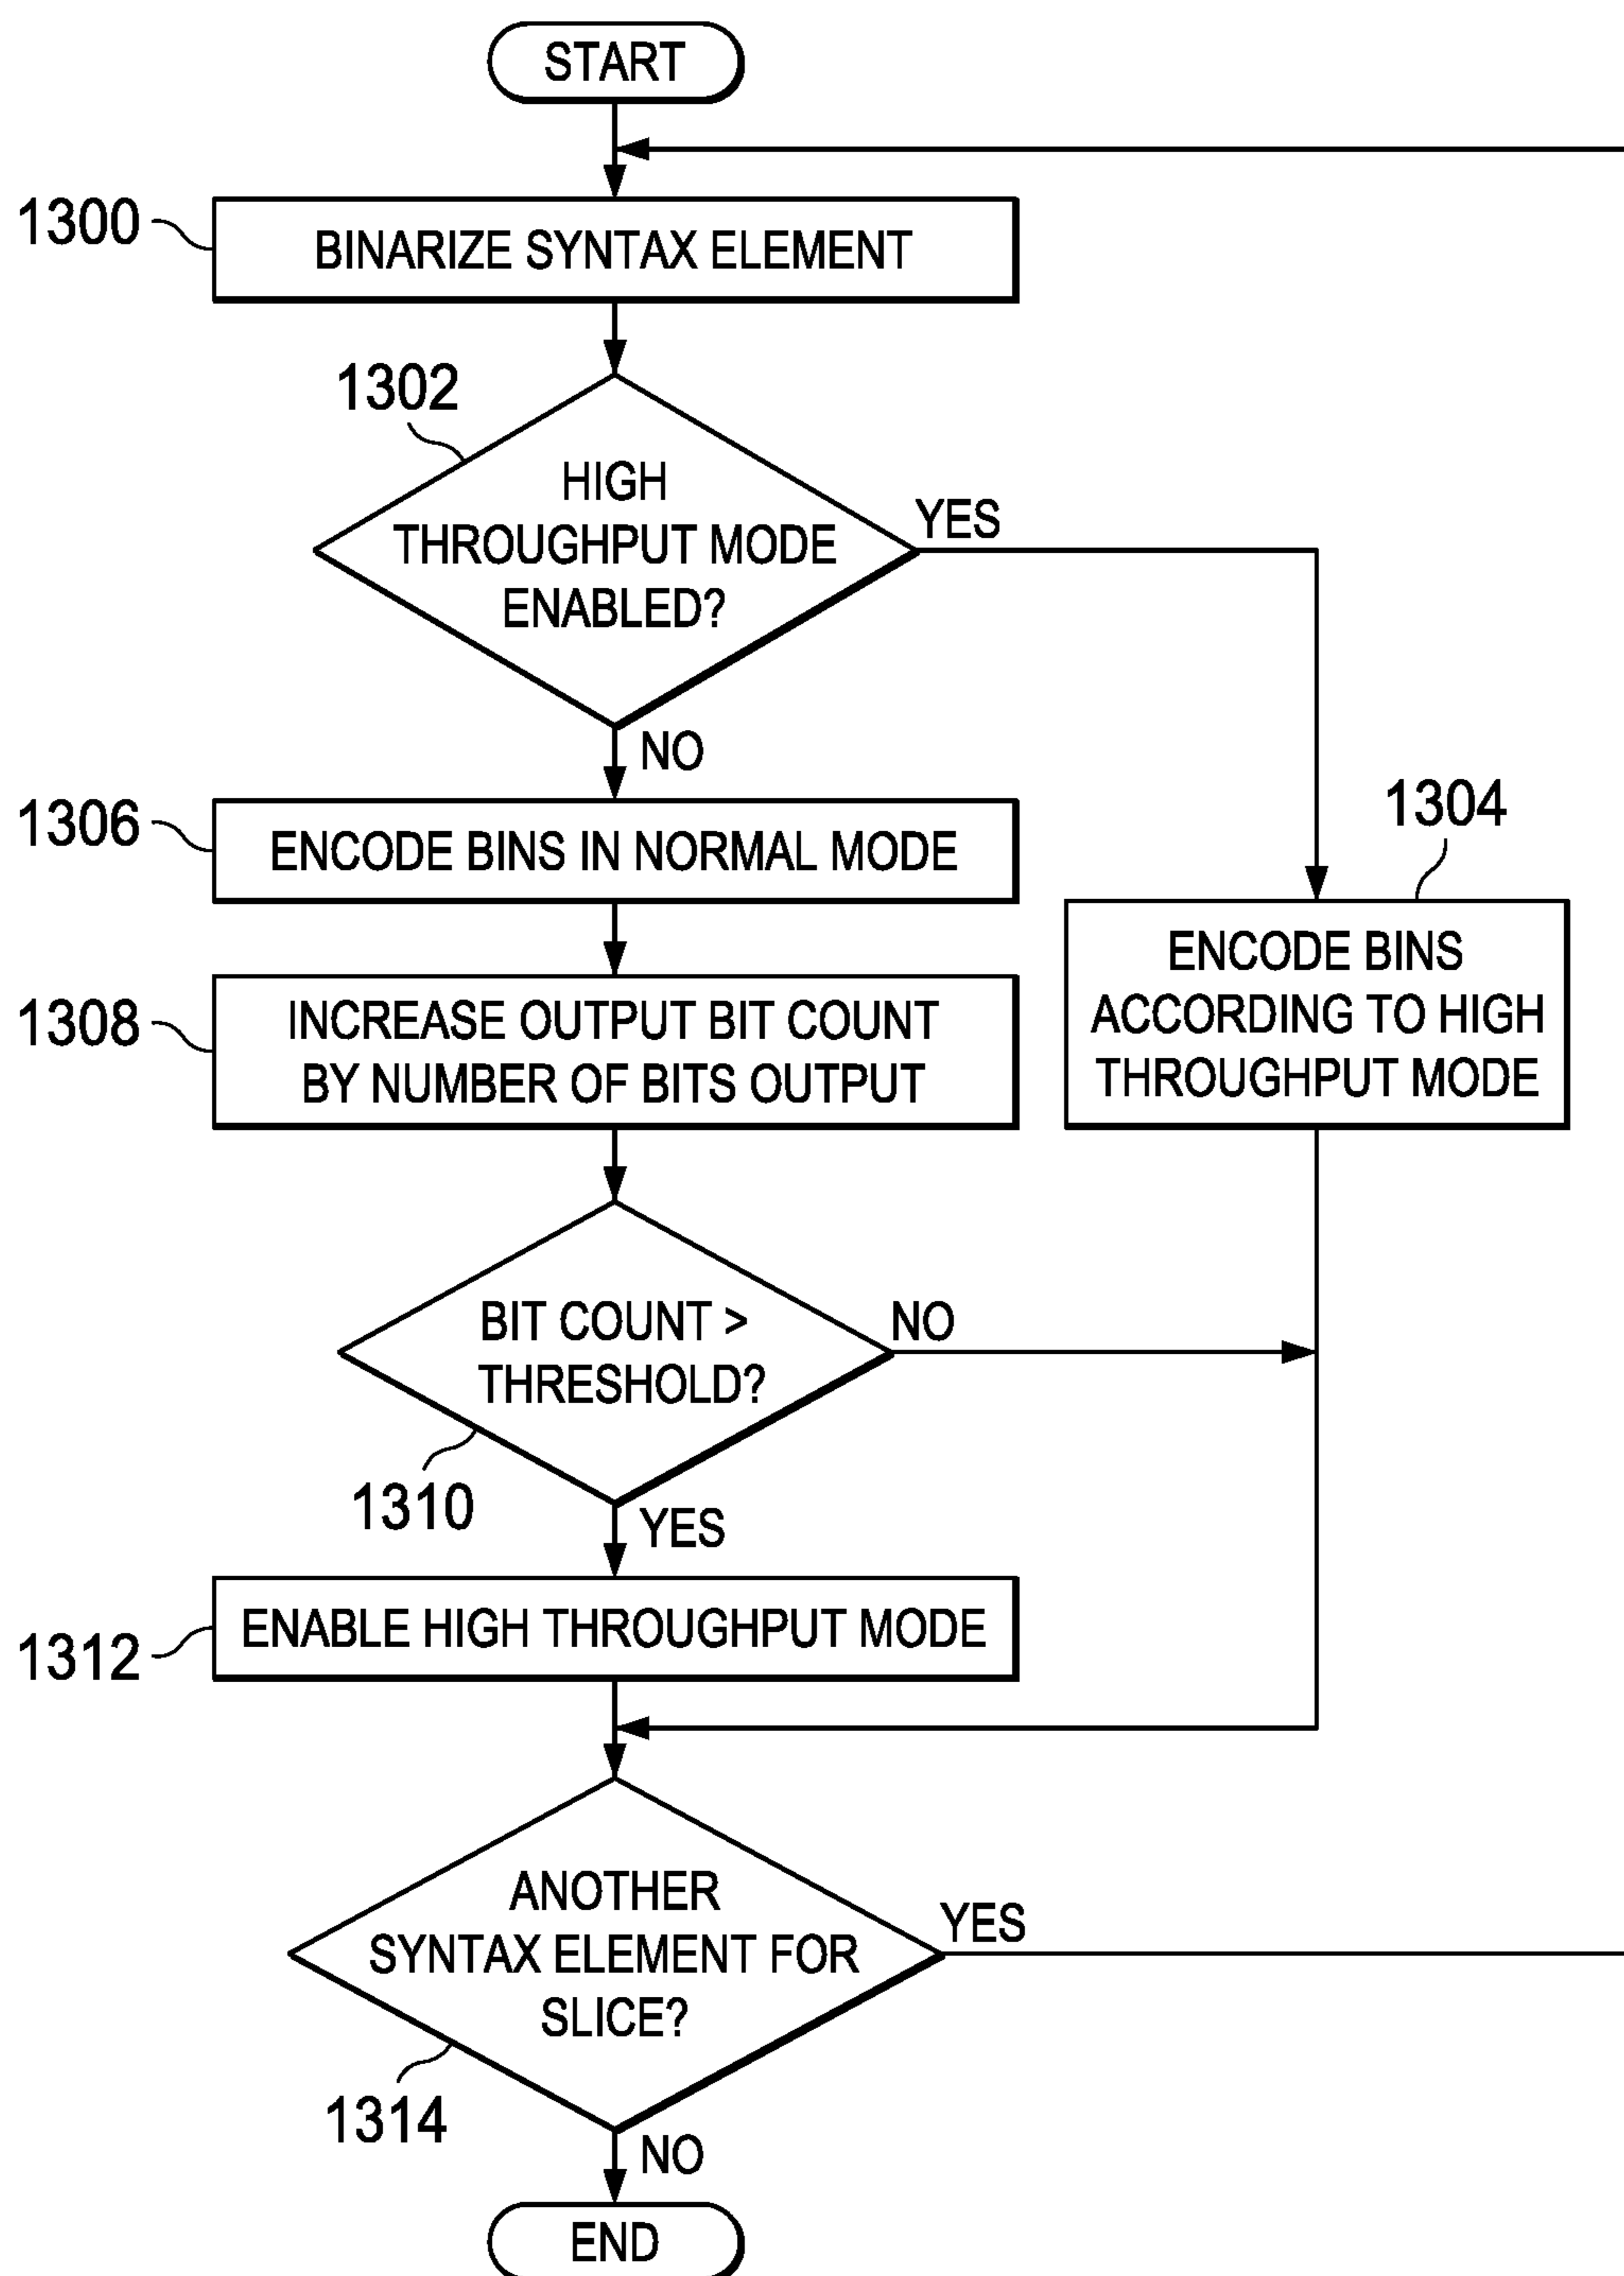 START
1300
BINARIZE SYNTAX ELEMENT
1302
HIGH
THROUGHPUT MODE
ENABLED?
YES
NO
1306
ENCODE BINS IN NORMAL MODE
1304
ENCODE BINS
ACCORDING TO HIGH
THROUGHPUT MODE
1308
INCREASE OUTPUT BIT COUNT
BY NUMBER OF BITS OUTPUT
BIT COUNT >
THRESHOLD?
NO
1310
YES
1312
ENABLE HIGH THROUGHPUT MODE
ANOTHER
SYNTAX ELEMENT FOR
SLICE?
YES
1314
NO
END